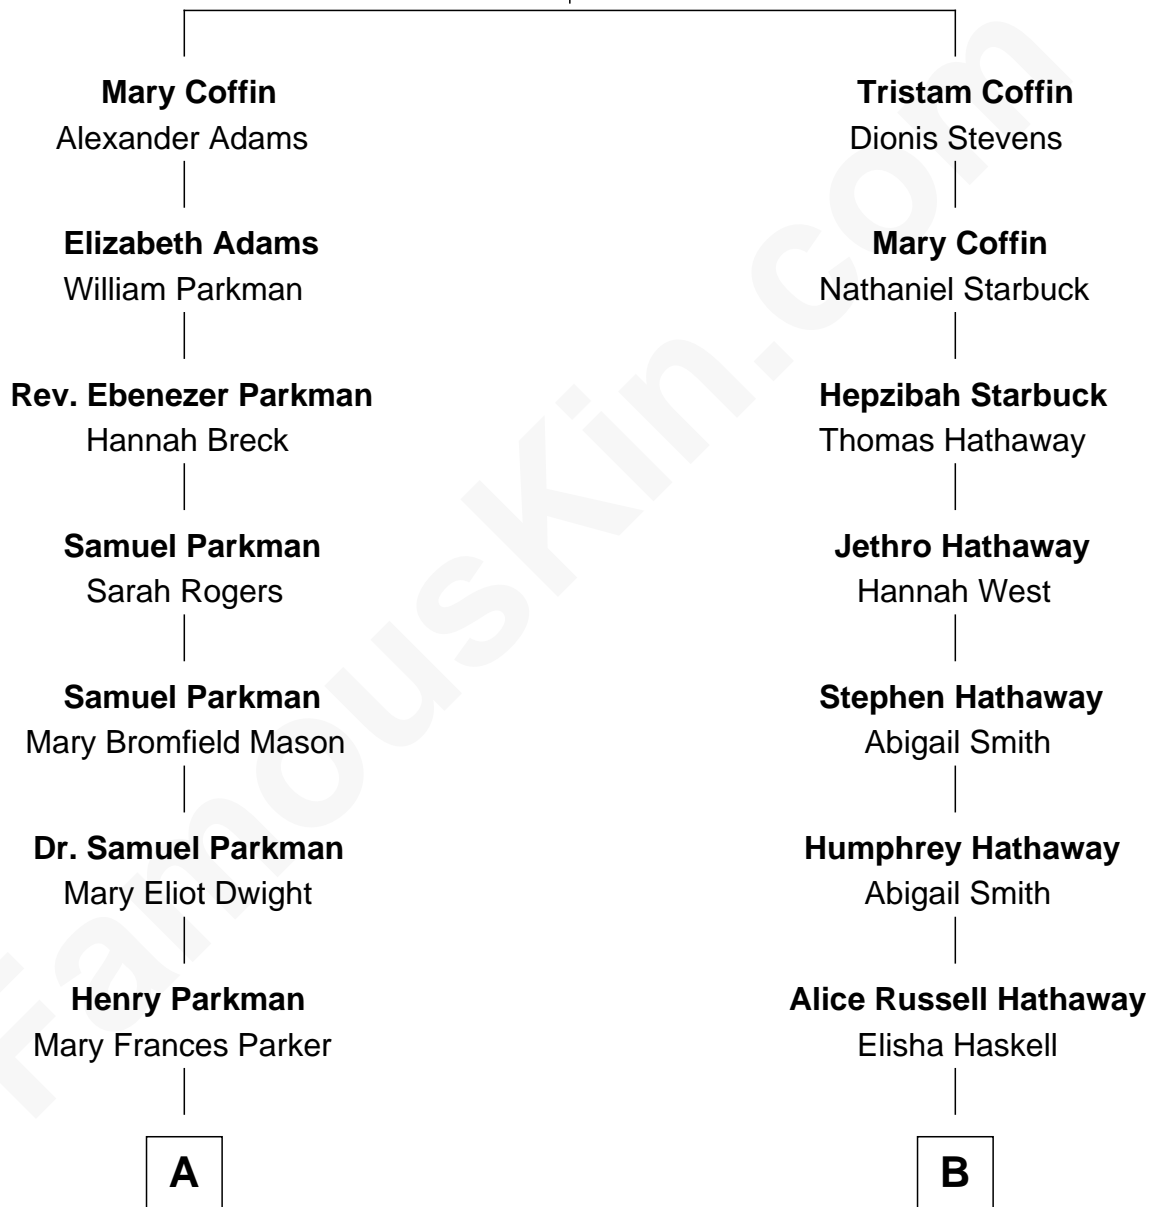 Mary Coffin
Alexander Adams
Elizabeth Adams
William Parkman
Rev. Ebenezer Parkman
Hannah Breck
Samuel Parkman
Sarah Rogers
Samuel Parkman
Mary Bromfield Mason
Dr. Samuel Parkman
Mary Eliot Dwight
Henry Parkman
Mary Frances Parker
A
Tristam Coffin
Dionis Stevens
Mary Coffin
Nathaniel Starbuck
Hepzibah Starbuck
Thomas Hathaway
Jethro Hathaway
Hannah West
Stephen Hathaway
Abigail Smith
Humphrey Hathaway
Abigail Smith
Alice Russell Hathaway
Elisha Haskell
B
FamousKin.com